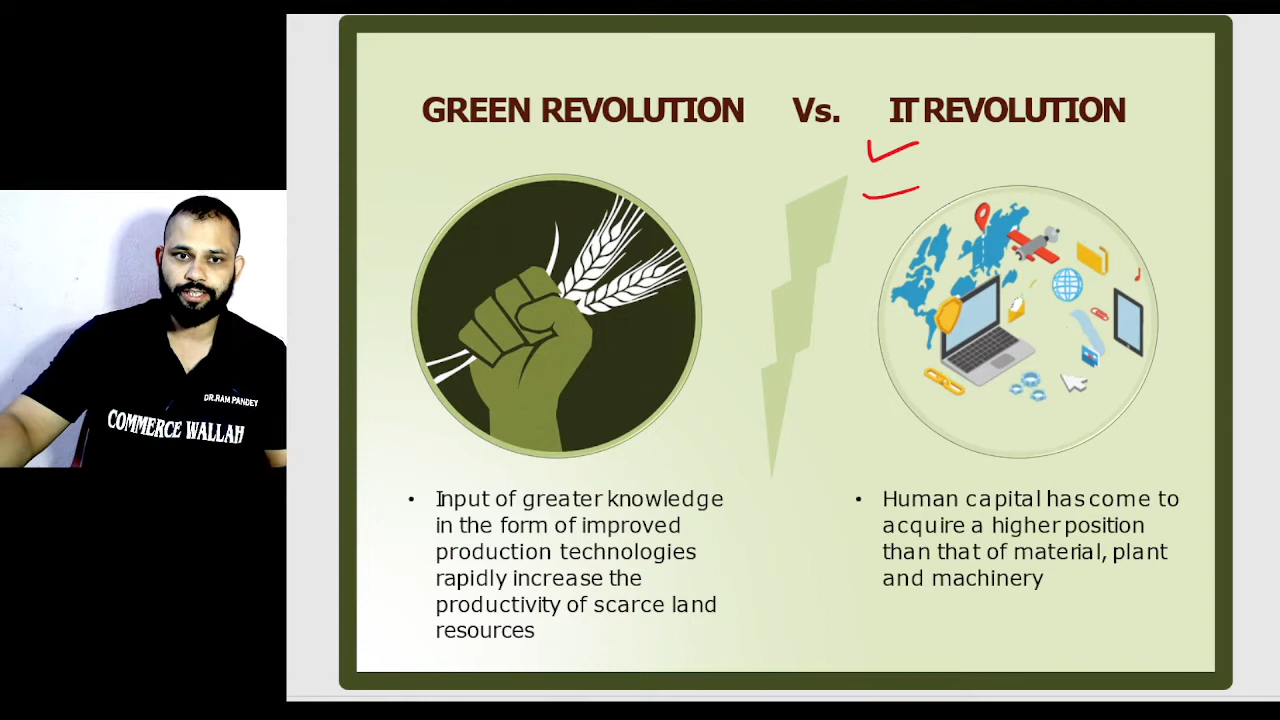 GREEN REVOLUTION Vs. IT REVOLUTION
DR.RAM PANDEY
COMMERCE WALLAH
• Input of greater knowledge
in the form of improved
production technologies
rapidly increase the
productivity of scarce land
resources
• Human capital has come to
acquire a higher position
than that of material, plant
and machinery